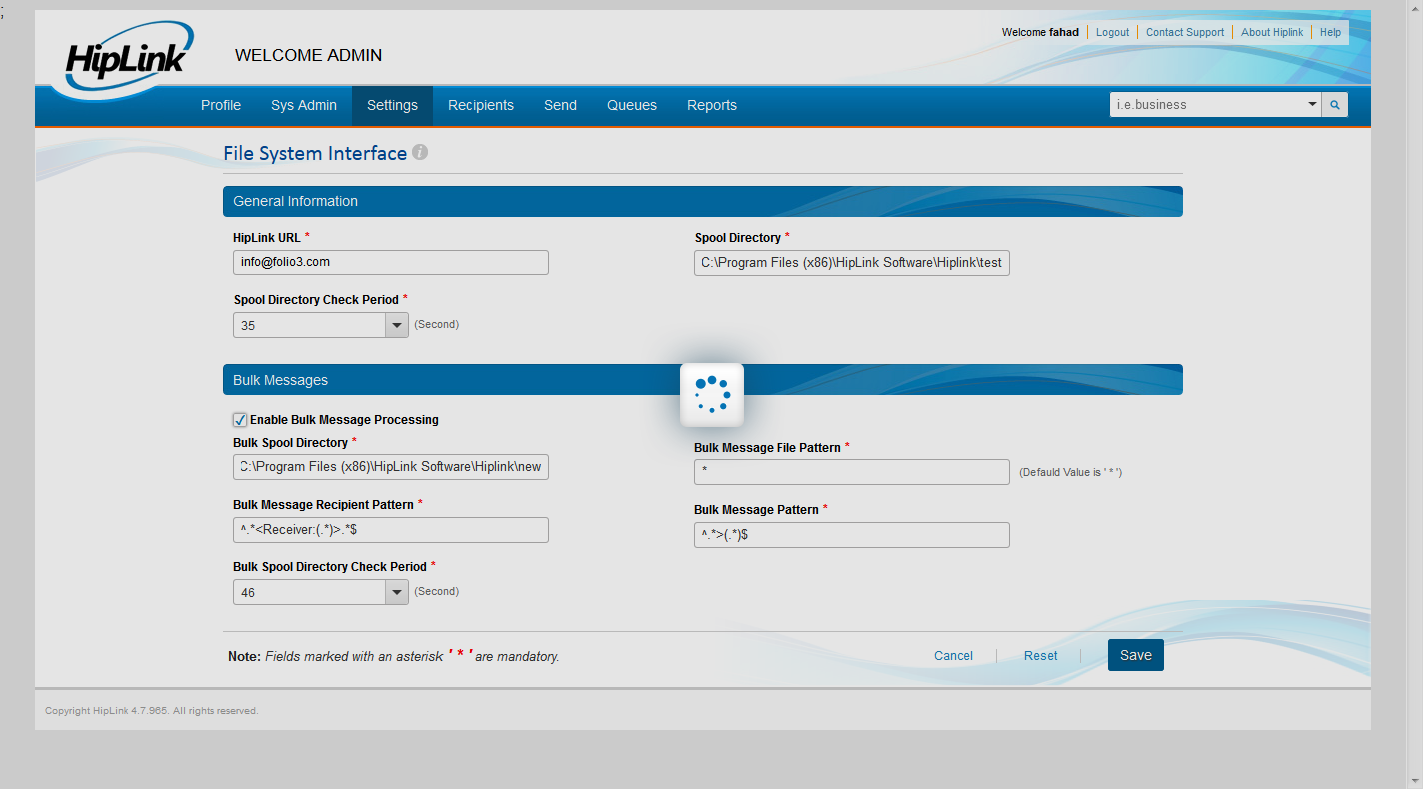 ;
HipLink
WELCOME ADMIN
Welcome fahad Logout Contact Support About Hiplink Help
Profile Sys Admin Settings Recipients Send Queues Reports i.e.business
File System Interface i
General Information
HipLink URL * Spool Directory *
info@folio3.com C:\Program Files (x86)\HipLink Software\Hiplink\test
Spool Directory Check Period *
35 (Second)
Bulk Messages
Enable Bulk Message Processing
Bulk Spool Directory * Bulk Message File Pattern *
C:\Program Files (x86)\HipLink Software\Hiplink\new * (Defauld Value is ' * ')
Bulk Message Recipient Pattern * Bulk Message Pattern *
^.*<Receiver:(.*)>.*$ ^.*>(.*)$
Bulk Spool Directory Check Period *
46 (Second)
Note: Fields marked with an asterisk ' * ' are mandatory. Cancel Reset Save
Copyright HipLink 4.7.965. All rights reserved.